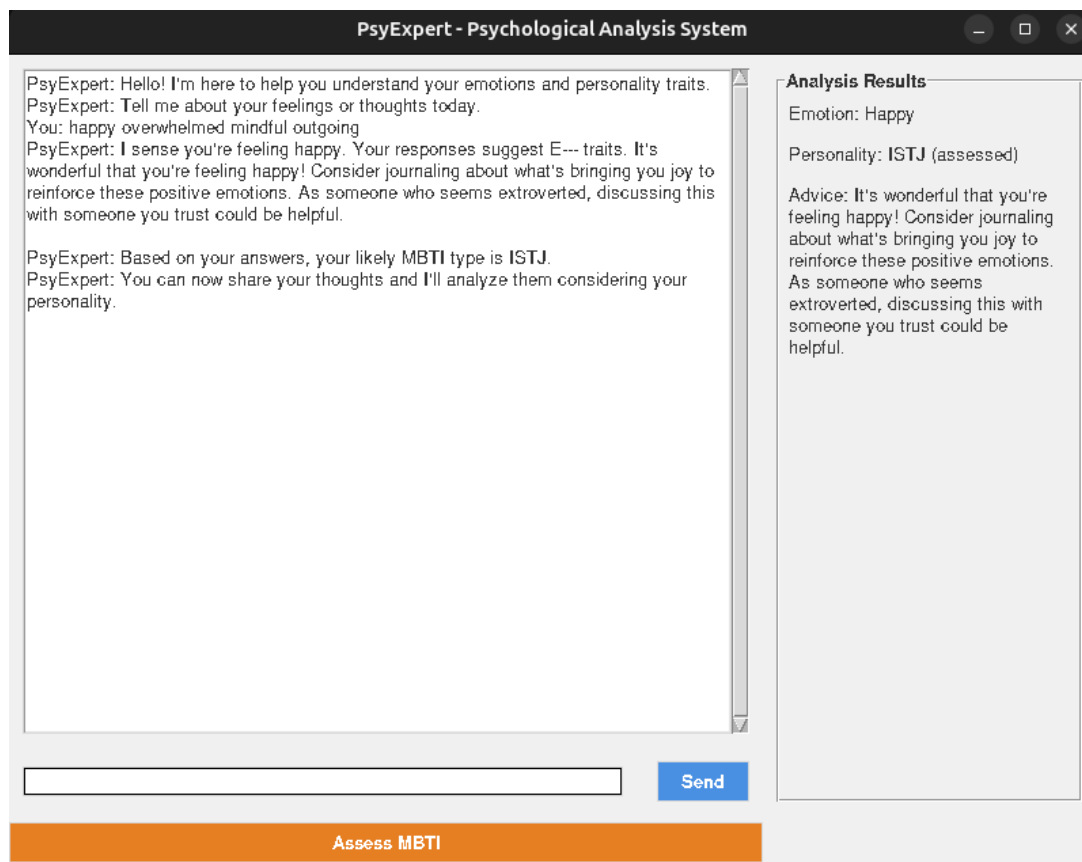 PsyExpert - Psychological Analysis System
PsyExpert: Hello! I'm here to help you understand your emotions and personality traits.
PsyExpert: Tell me about your feelings or thoughts today.
You: happy overwhelmed mindful outgoing
PsyExpert: I sense you're feeling happy. Your responses suggest E--- traits. It's
wonderful that you're feeling happy! Consider journaling about what's bringing you joy to
reinforce these positive emotions. As someone who seems extroverted, discussing this
with someone you trust could be helpful.
PsyExpert: Based on your answers, your likely MBTI type is ISTJ.
PsyExpert: You can now share your thoughts and I'll analyze them considering your
personality.
Send
Assess MBTI
Analysis Results
Emotion: Happy
Personality: ISTJ (assessed)
Advice: It's wonderful that you're
feeling happy! Consider journaling
about what's bringing you joy to
reinforce these positive emotions.
As someone who seems
extroverted, discussing this with
someone you trust could be
helpful.